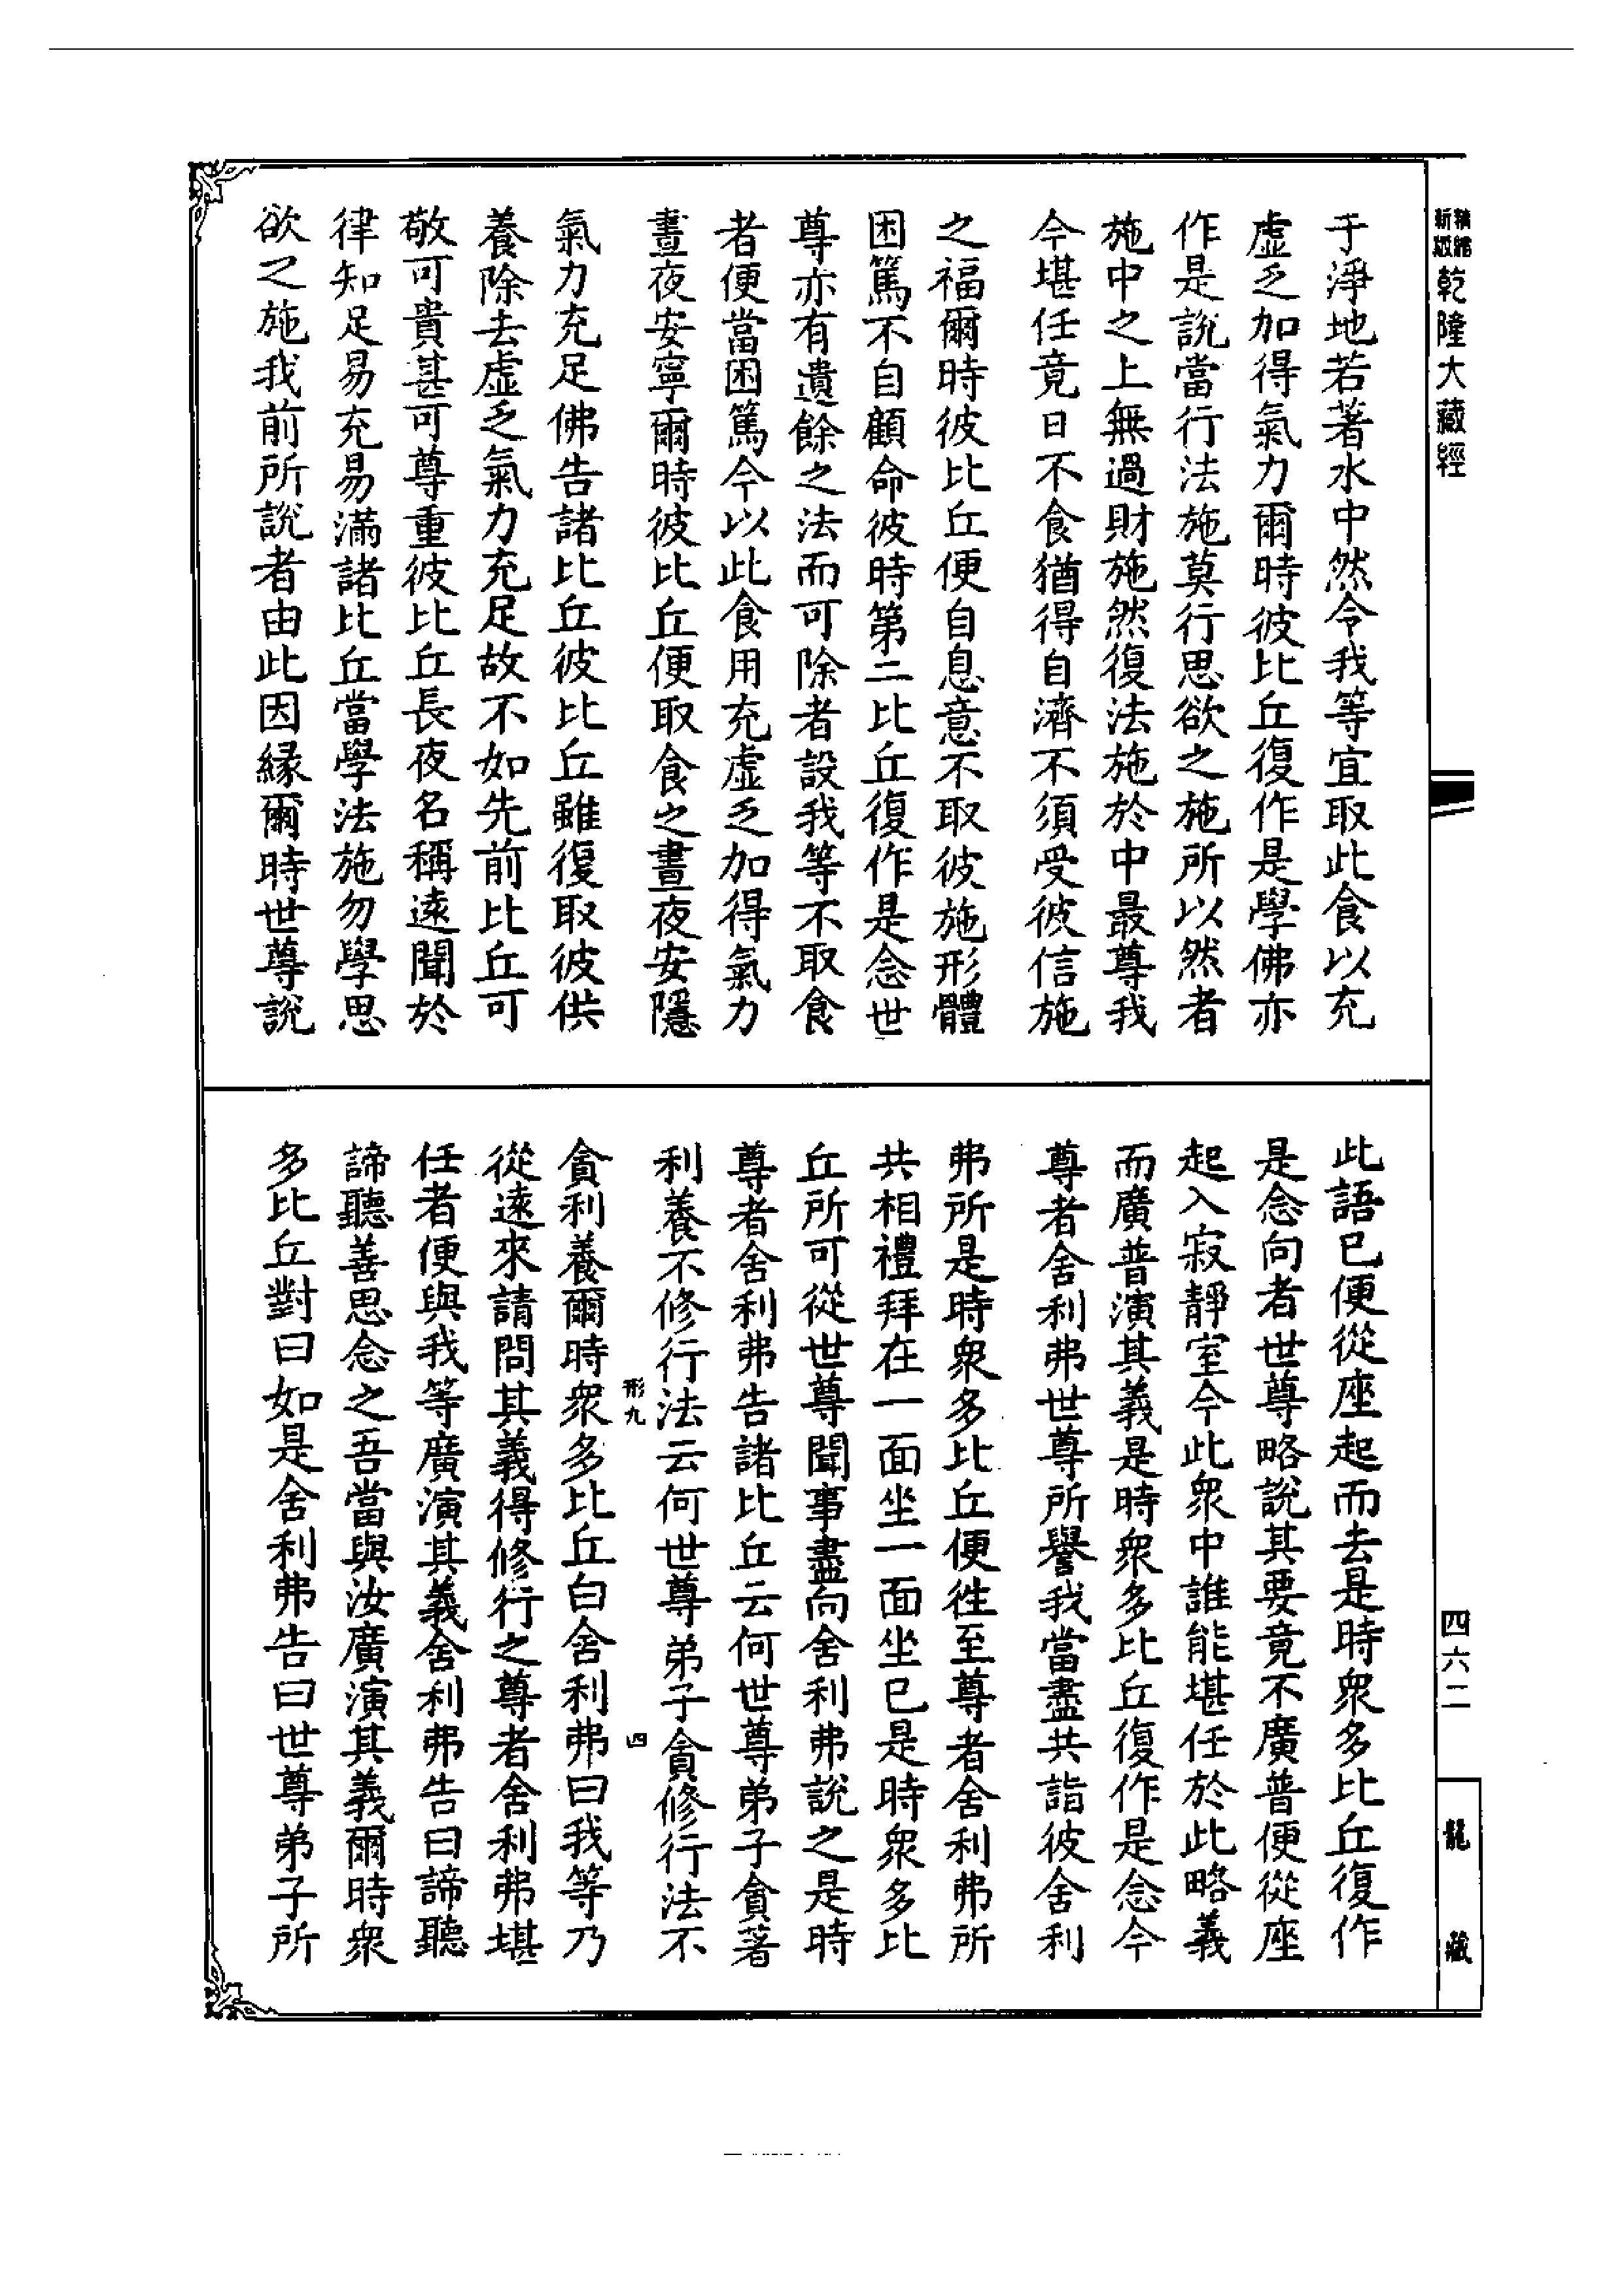 新版精縮乾隆大藏經
四六二
龍藏
于淨地若著水中然今我等宜取此食以充
虛乏加得氣力爾時彼比丘復作是學佛亦
作是說當行法施莫行思欲之施所以然者
施中之上無過財施然復法施於中最尊我
今堪任竟日不食猶得自濟不須受彼信施
之福爾時彼比丘便自息意不取彼施形體
困篤不自顧命彼時第二比丘復作是念世
尊亦有遺餘之法而可除者設我等不取食
者便當困篤今以此食用充虛乏加得氣力
晝夜安寧爾時彼比丘便取食之晝夜安隱
氣力充足佛告諸比丘彼比丘雖復取彼供
養除去虛乏氣力充足故不如先前比丘可
敬可貴甚可尊重彼比丘長夜名稱遠聞於
律知足易充易滿諸比丘當學法施勿學思
欲之施我前所說者由此因緣爾時世尊說
此語已便從座起而去是時眾多比丘復作
是念向者世尊略說其要竟不廣普便從座
起入寂靜室今此眾中誰能堪任於此略義
而廣普演其義是時眾多比丘復作是念今
尊者舍利弗世尊所譽我當盡共詣彼舍利
弗所是時眾多比丘便往至尊者舍利弗所
共相禮拜在一面坐一面坐已是時眾多比
丘所可從世尊聞事盡向舍利弗說之是時
尊者舍利弗告諸比丘云何世尊弟子貪著
利養不修行法云何世尊弟子貪修行法不
形九
四
貪利養爾時眾多比丘白舍利弗曰我等乃
從遠來請問其義得修行之尊者舍利弗堪
任者便與我等廣演其義舍利弗告曰諦聽
諦聽善思念之吾當與汝廣演其義爾時眾
多比丘對曰如是舍利弗告曰世尊弟子所